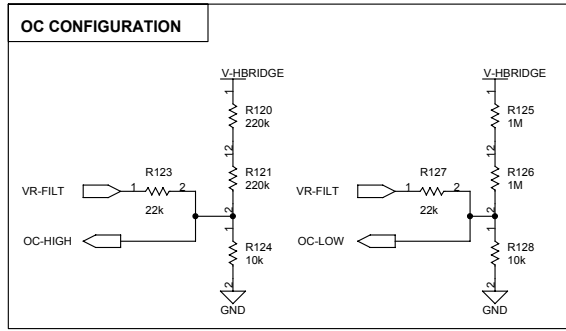 OC CONFIGURATION
V-HBRIDGE
1
R120
220k
2
1
R121
220k
2
R123
VR-FILT
1
2
22k
OC-HIGH
1
R124
10k
2
GND
V-HBRIDGE
1
R125
1M
2
1
R126
1M
2
R127
VR-FILT
1
2
22k
OC-LOW
1
R128
10k
2
GND